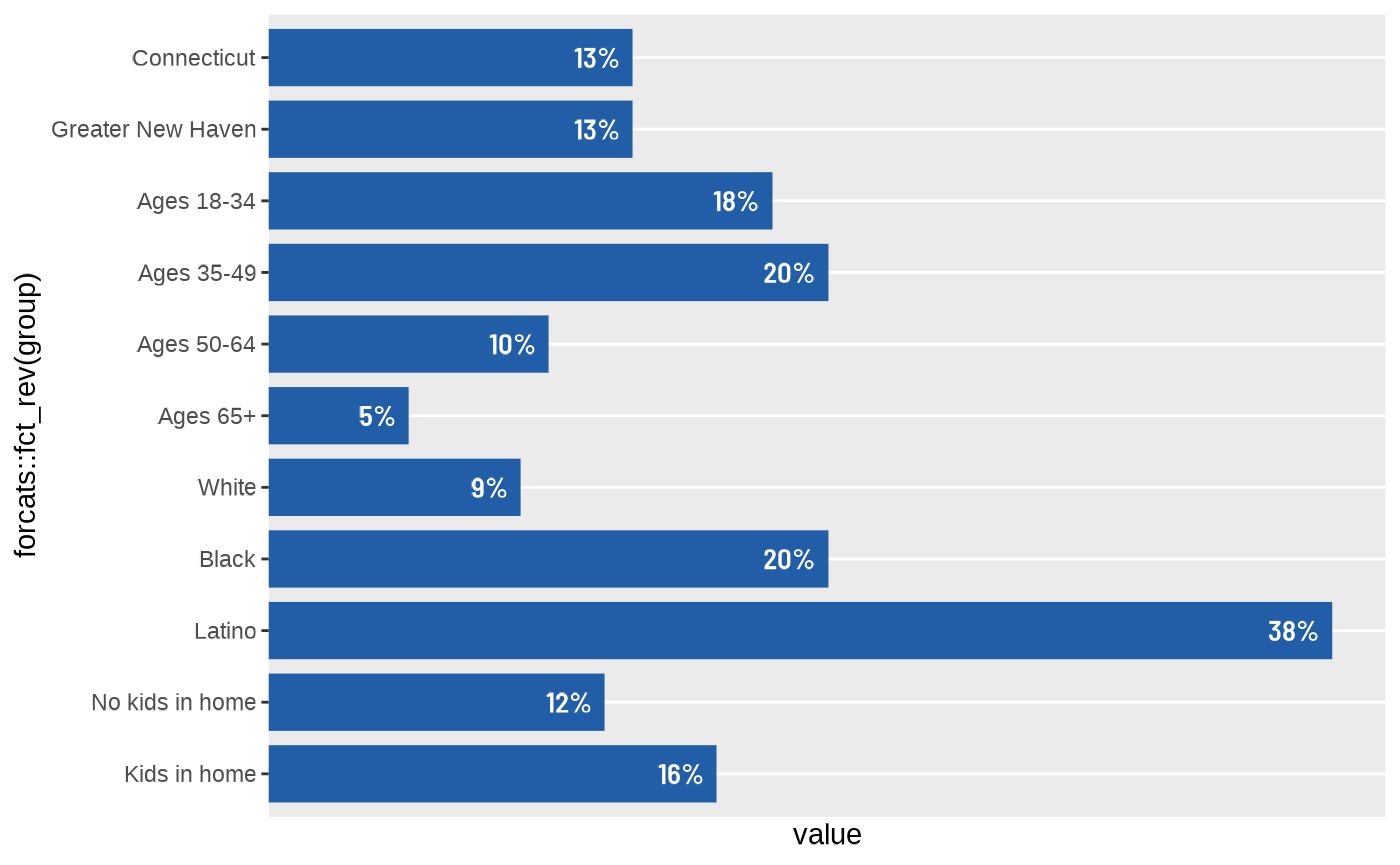 forcats::fct_rev(group)
Connecticut 13%
Greater New Haven 13%
Ages 18-34 18%
Ages 35-49 20%
Ages 50-64 10%
Ages 65+ 5%
White 9%
Black 20%
Latino 38%
No kids in home 12%
Kids in home 16%
value